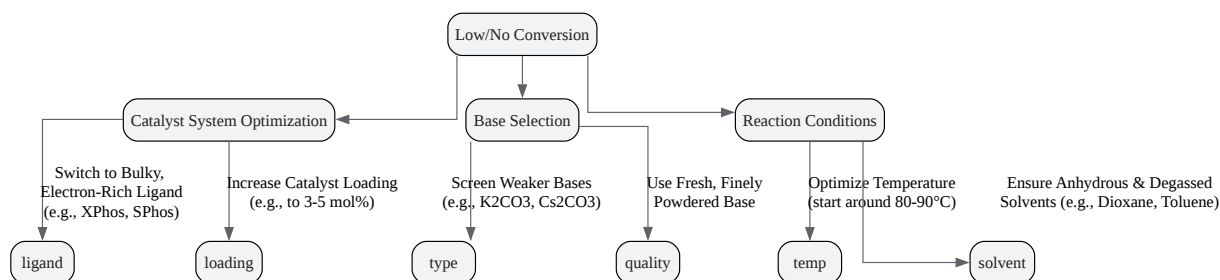 Low/No Conversion
Catalyst System Optimization
Base Selection
Reaction Conditions
Switch to Bulky,
Electron-Rich Ligand
(e.g., XPhos, SPhos)
Increase Catalyst Loading
(e.g., to 3-5 mol%)
Screen Weaker Bases
(e.g., K2CO3, Cs2CO3)
Use Fresh, Finely
Powdered Base
Optimize Temperature
(start around 80-90°C)
Ensure Anhydrous & Degassed
Solvents (e.g., Dioxane, Toluene)
ligand
loading
type
quality
temp
solvent